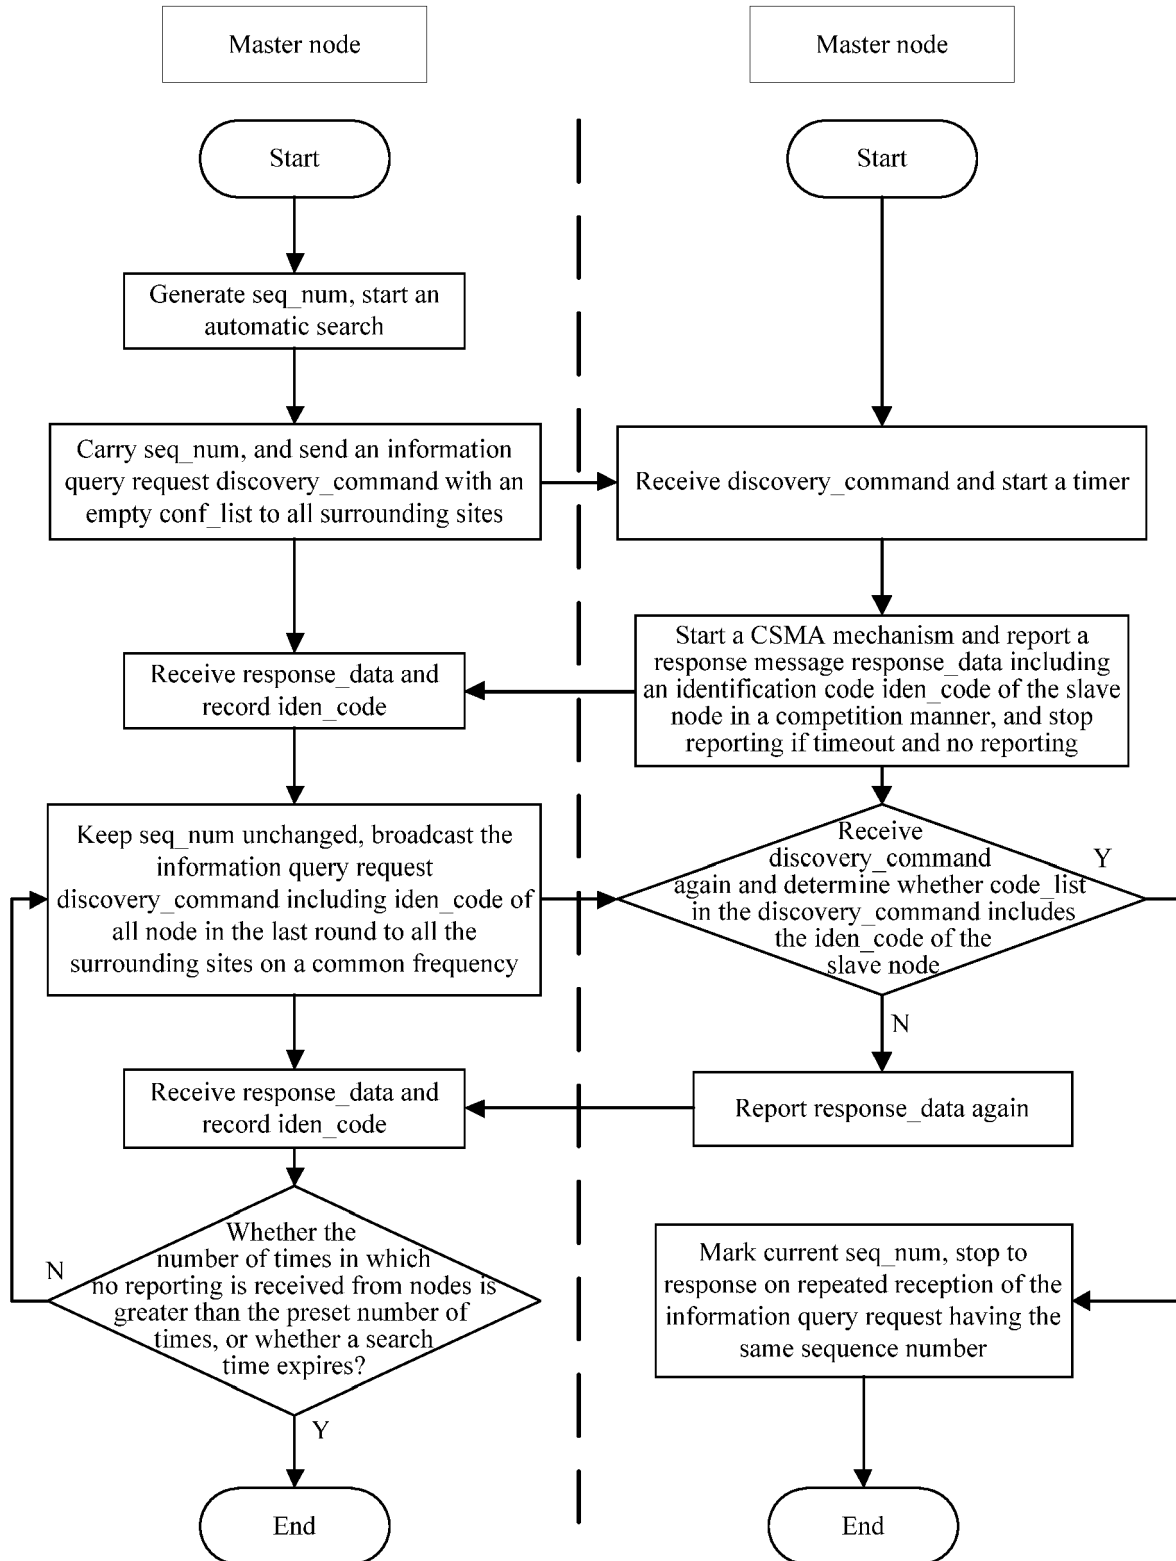 Master node
Master node
Start
Start
Generate seq_num, start an
automatic search
Carry seq_num, and send an information
query request discovery_command with an
empty conf_list to all surrounding sites
Receive discovery_command and start a timer
Start a CSMA mechanism and report a
response message response_data including
an identification code iden_code of the slave
node in a competition manner, and stop
reporting if timeout and no reporting
Receive response_data and
record iden_code
Keep seq_num unchanged, broadcast the
information query request
discovery_command including iden_code of
all node in the last round to all the
surrounding sites on a common frequency
Receive
discovery_command
again and determine whether code_list
in the discovery_command includes
the iden_code of the
slave node
Y
N
Receive response_data and
record iden_code
Report response_data again
Whether the
number of times in which
no reporting is received from nodes is
greater than the preset number of
times, or whether a search
time expires?
N
Y
Mark current seq_num, stop to
response on repeated reception of the
information query request having the
same sequence number
End
End